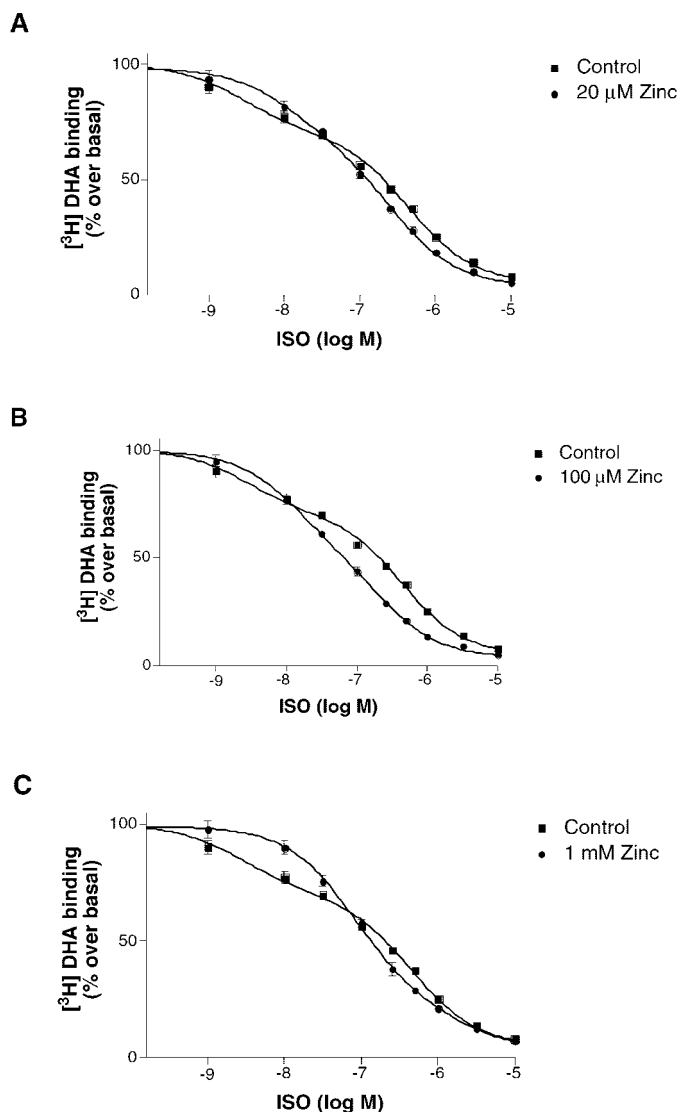 A
[³H] DHA binding
(% over basal)
100
50
0
-9
-8
-7
-6
-5
ISO (log M)
Control
20 µM Zinc
B
[³H] DHA binding
(% over basal)
100
50
0
-9
-8
-7
-6
-5
ISO (log M)
Control
100 µM Zinc
C
[³H] DHA binding
(% over basal)
100
50
0
-9
-8
-7
-6
-5
ISO (log M)
Control
1 mM Zinc